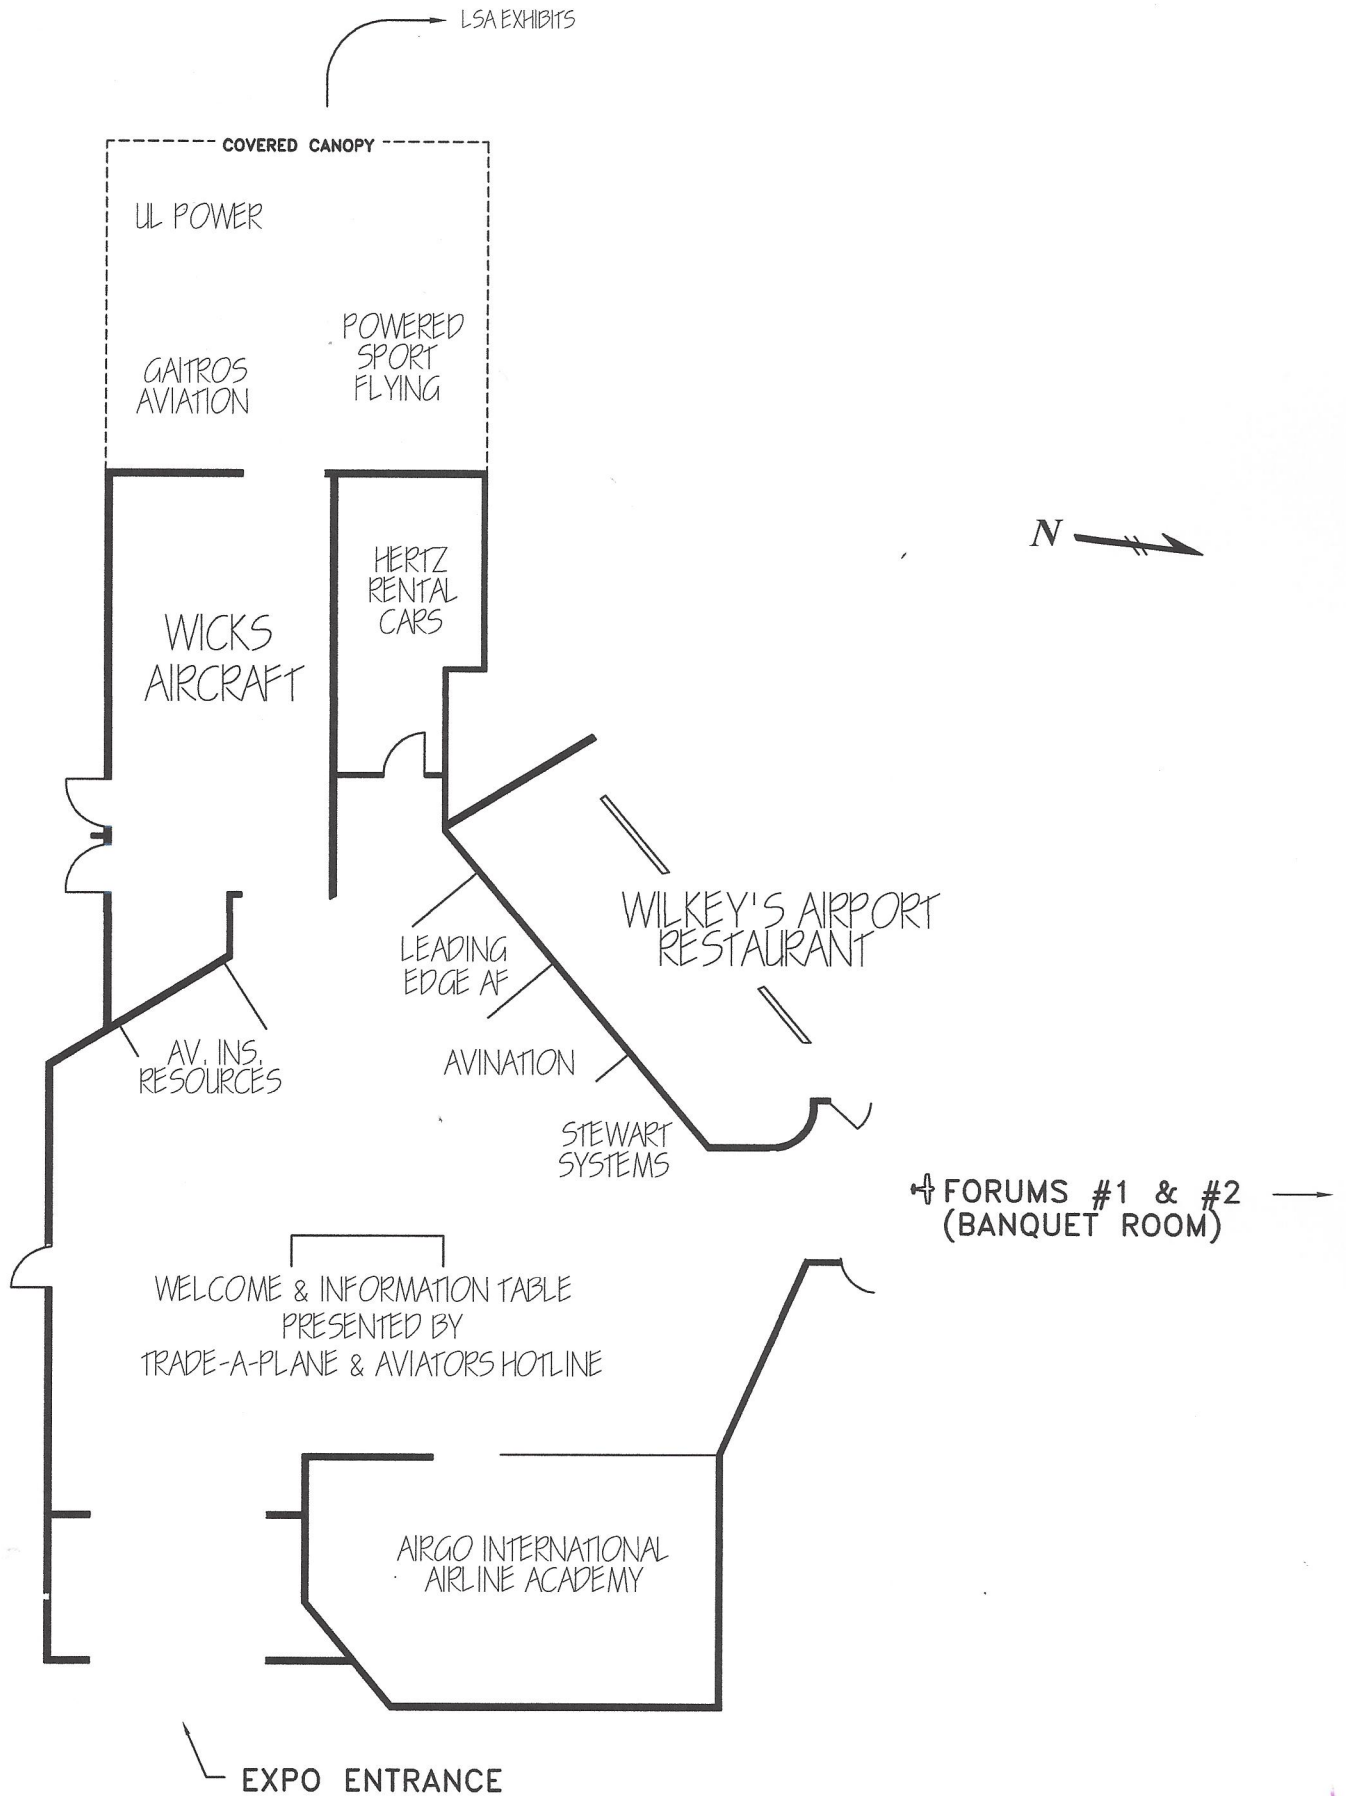 LSA EXHIBITS
COVERED CANOPY
UL POWER
POWERED
SPORT
FLYING
GAITROS
AVIATION
N
HERTZ
RENTAL
CARS
WICKS
AIRCRAFT
WILKEY'S AIRPORT
RESTAURANT
LEADING
EDGE AF
AV. INS.
RESOURCES
AVINATION
STEWART
SYSTEMS
FORUMS #1 & #2
(BANQUET ROOM)
WELCOME & INFORMATION TABLE
PRESENTED BY
TRADE-A-PLANE & AVIATORS HOTLINE
AIRGO INTERNATIONAL
AIRLINE ACADEMY
EXPO ENTRANCE